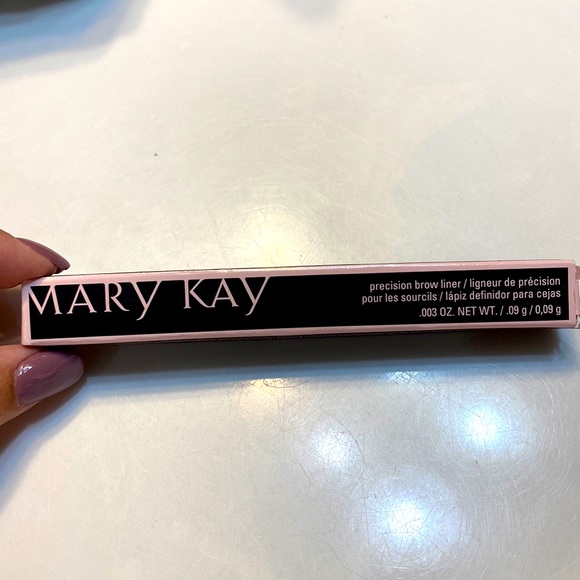 MARY KAY
precision brow liner / ligneur de précision
pour les sourcils / lápiz definidor para cejas
.003 OZ. NET WT. / .09 g / 0,09 g